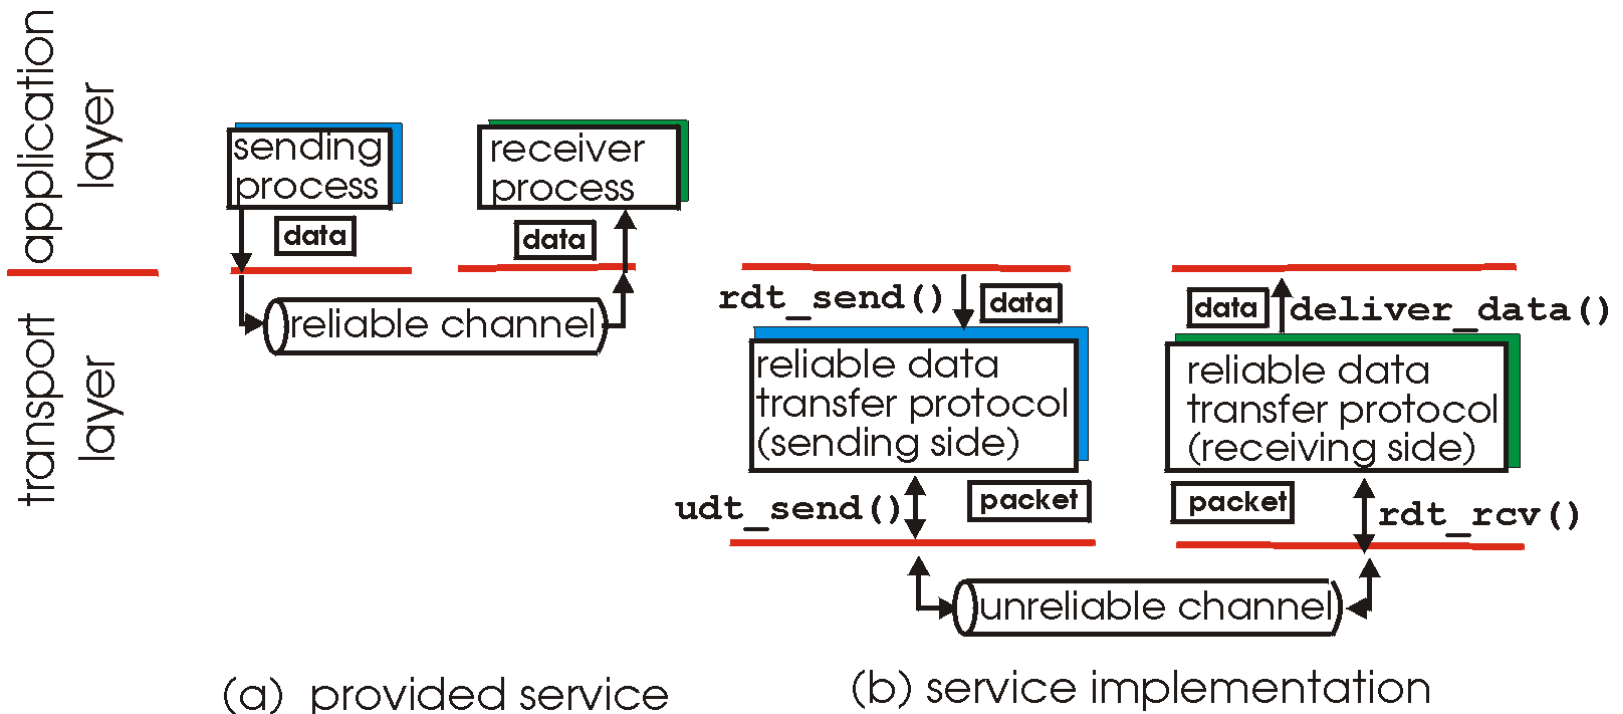 application
layer
transport
layer
sending
process
receiver
process
data
data
reliable channel
(a) provided service
rdt_send()
data
data
deliver_data()
reliable data
transfer protocol
(sending side)
reliable data
transfer protocol
(receiving side)
udt_send()
packet
packet
rdt_rcv()
unreliable channel
(b) service implementation